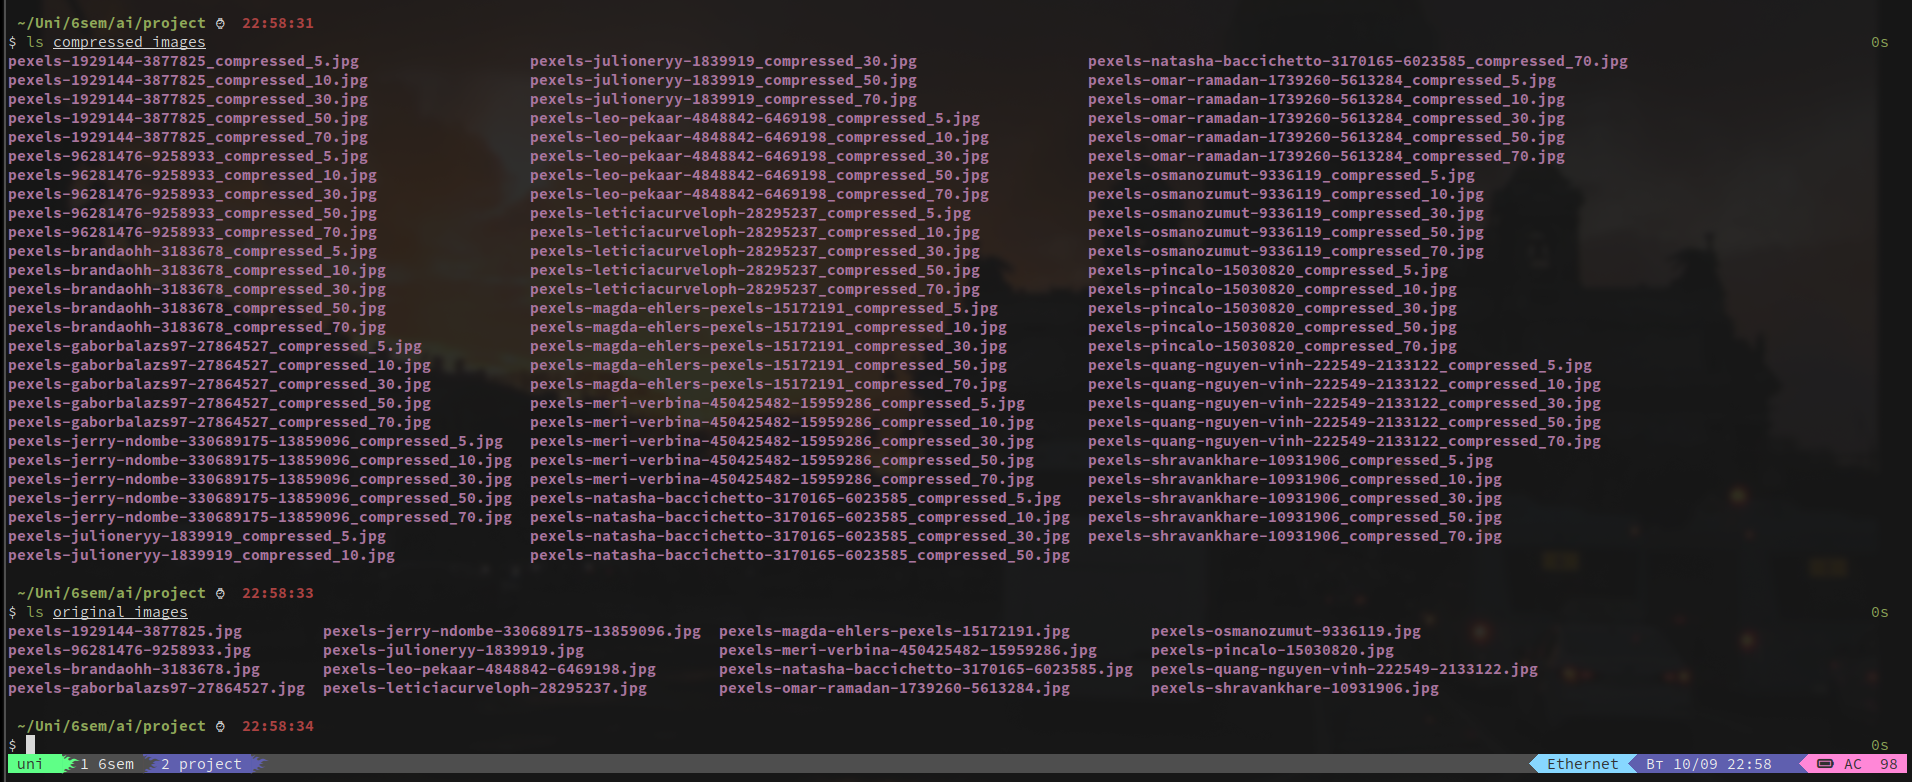 ~/Uni/6sem/ai/project 22:58:31
$ ls compressed_images 0s
pexels-1929144-3877825_compressed_5.jpg pexels-julioneryy-1839919_compressed_30.jpg pexels-natasha-baccichetto-3170165-6023585_compressed_70.jpg
pexels-1929144-3877825_compressed_10.jpg pexels-julioneryy-1839919_compressed_50.jpg pexels-omar-ramadan-1739260-5613284_compressed_5.jpg
pexels-1929144-3877825_compressed_30.jpg pexels-julioneryy-1839919_compressed_70.jpg pexels-omar-ramadan-1739260-5613284_compressed_10.jpg
pexels-1929144-3877825_compressed_50.jpg pexels-leo-pekaar-4848842-6469198_compressed_5.jpg pexels-omar-ramadan-1739260-5613284_compressed_30.jpg
pexels-1929144-3877825_compressed_70.jpg pexels-leo-pekaar-4848842-6469198_compressed_10.jpg pexels-omar-ramadan-1739260-5613284_compressed_50.jpg
pexels-96281476-9258933_compressed_5.jpg pexels-leo-pekaar-4848842-6469198_compressed_30.jpg pexels-omar-ramadan-1739260-5613284_compressed_70.jpg
pexels-96281476-9258933_compressed_10.jpg pexels-leo-pekaar-4848842-6469198_compressed_50.jpg pexels-osmanozumut-9336119_compressed_5.jpg
pexels-96281476-9258933_compressed_30.jpg pexels-leo-pekaar-4848842-6469198_compressed_70.jpg pexels-osmanozumut-9336119_compressed_10.jpg
pexels-96281476-9258933_compressed_50.jpg pexels-leticiacurveloph-28295237_compressed_5.jpg pexels-osmanozumut-9336119_compressed_30.jpg
pexels-96281476-9258933_compressed_70.jpg pexels-leticiacurveloph-28295237_compressed_10.jpg pexels-osmanozumut-9336119_compressed_50.jpg
pexels-brandaohh-3183678_compressed_5.jpg pexels-leticiacurveloph-28295237_compressed_30.jpg pexels-osmanozumut-9336119_compressed_70.jpg
pexels-brandaohh-3183678_compressed_10.jpg pexels-leticiacurveloph-28295237_compressed_50.jpg pexels-pincalo-15030820_compressed_5.jpg
pexels-brandaohh-3183678_compressed_30.jpg pexels-leticiacurveloph-28295237_compressed_70.jpg pexels-pincalo-15030820_compressed_10.jpg
pexels-brandaohh-3183678_compressed_50.jpg pexels-magda-ehlers-pexels-15172191_compressed_5.jpg pexels-pincalo-15030820_compressed_30.jpg
pexels-brandaohh-3183678_compressed_70.jpg pexels-magda-ehlers-pexels-15172191_compressed_10.jpg pexels-pincalo-15030820_compressed_50.jpg
pexels-gaborbalazs97-27864527_compressed_5.jpg pexels-magda-ehlers-pexels-15172191_compressed_30.jpg pexels-pincalo-15030820_compressed_70.jpg
pexels-gaborbalazs97-27864527_compressed_10.jpg pexels-magda-ehlers-pexels-15172191_compressed_50.jpg pexels-quang-nguyen-vinh-222549-2133122_compressed_5.jpg
pexels-gaborbalazs97-27864527_compressed_30.jpg pexels-magda-ehlers-pexels-15172191_compressed_70.jpg pexels-quang-nguyen-vinh-222549-2133122_compressed_10.jpg
pexels-gaborbalazs97-27864527_compressed_50.jpg pexels-meri-verbina-450425482-15959286_compressed_5.jpg pexels-quang-nguyen-vinh-222549-2133122_compressed_30.jpg
pexels-gaborbalazs97-27864527_compressed_70.jpg pexels-meri-verbina-450425482-15959286_compressed_10.jpg pexels-quang-nguyen-vinh-222549-2133122_compressed_50.jpg
pexels-jerry-ndombe-330689175-13859096_compressed_5.jpg pexels-meri-verbina-450425482-15959286_compressed_30.jpg pexels-quang-nguyen-vinh-222549-2133122_compressed_70.jpg
pexels-jerry-ndombe-330689175-13859096_compressed_10.jpg pexels-meri-verbina-450425482-15959286_compressed_50.jpg pexels-shravankhare-10931906_compressed_5.jpg
pexels-jerry-ndombe-330689175-13859096_compressed_30.jpg pexels-meri-verbina-450425482-15959286_compressed_70.jpg pexels-shravankhare-10931906_compressed_10.jpg
pexels-jerry-ndombe-330689175-13859096_compressed_50.jpg pexels-natasha-baccichetto-3170165-6023585_compressed_5.jpg pexels-shravankhare-10931906_compressed_30.jpg
pexels-jerry-ndombe-330689175-13859096_compressed_70.jpg pexels-natasha-baccichetto-3170165-6023585_compressed_10.jpg pexels-shravankhare-10931906_compressed_50.jpg
pexels-julioneryy-1839919_compressed_5.jpg pexels-natasha-baccichetto-3170165-6023585_compressed_30.jpg pexels-shravankhare-10931906_compressed_70.jpg
pexels-julioneryy-1839919_compressed_10.jpg pexels-natasha-baccichetto-3170165-6023585_compressed_50.jpg
~/Uni/6sem/ai/project 22:58:33
$ ls original_images 0s
pexels-1929144-3877825.jpg pexels-jerry-ndombe-330689175-13859096.jpg pexels-magda-ehlers-pexels-15172191.jpg pexels-osmanozumut-9336119.jpg
pexels-96281476-9258933.jpg pexels-julioneryy-1839919.jpg pexels-meri-verbina-450425482-15959286.jpg pexels-pincalo-15030820.jpg
pexels-brandaohh-3183678.jpg pexels-leo-pekaar-4848842-6469198.jpg pexels-natasha-baccichetto-3170165-6023585.jpg pexels-quang-nguyen-vinh-222549-2133122.jpg
pexels-gaborbalazs97-27864527.jpg pexels-leticiacurveloph-28295237.jpg pexels-omar-ramadan-1739260-5613284.jpg pexels-shravankhare-10931906.jpg
~/Uni/6sem/ai/project 22:58:34
$ 0s
uni 1 6sem 2 project Ethernet Вт 10/09 22:58 AC 98